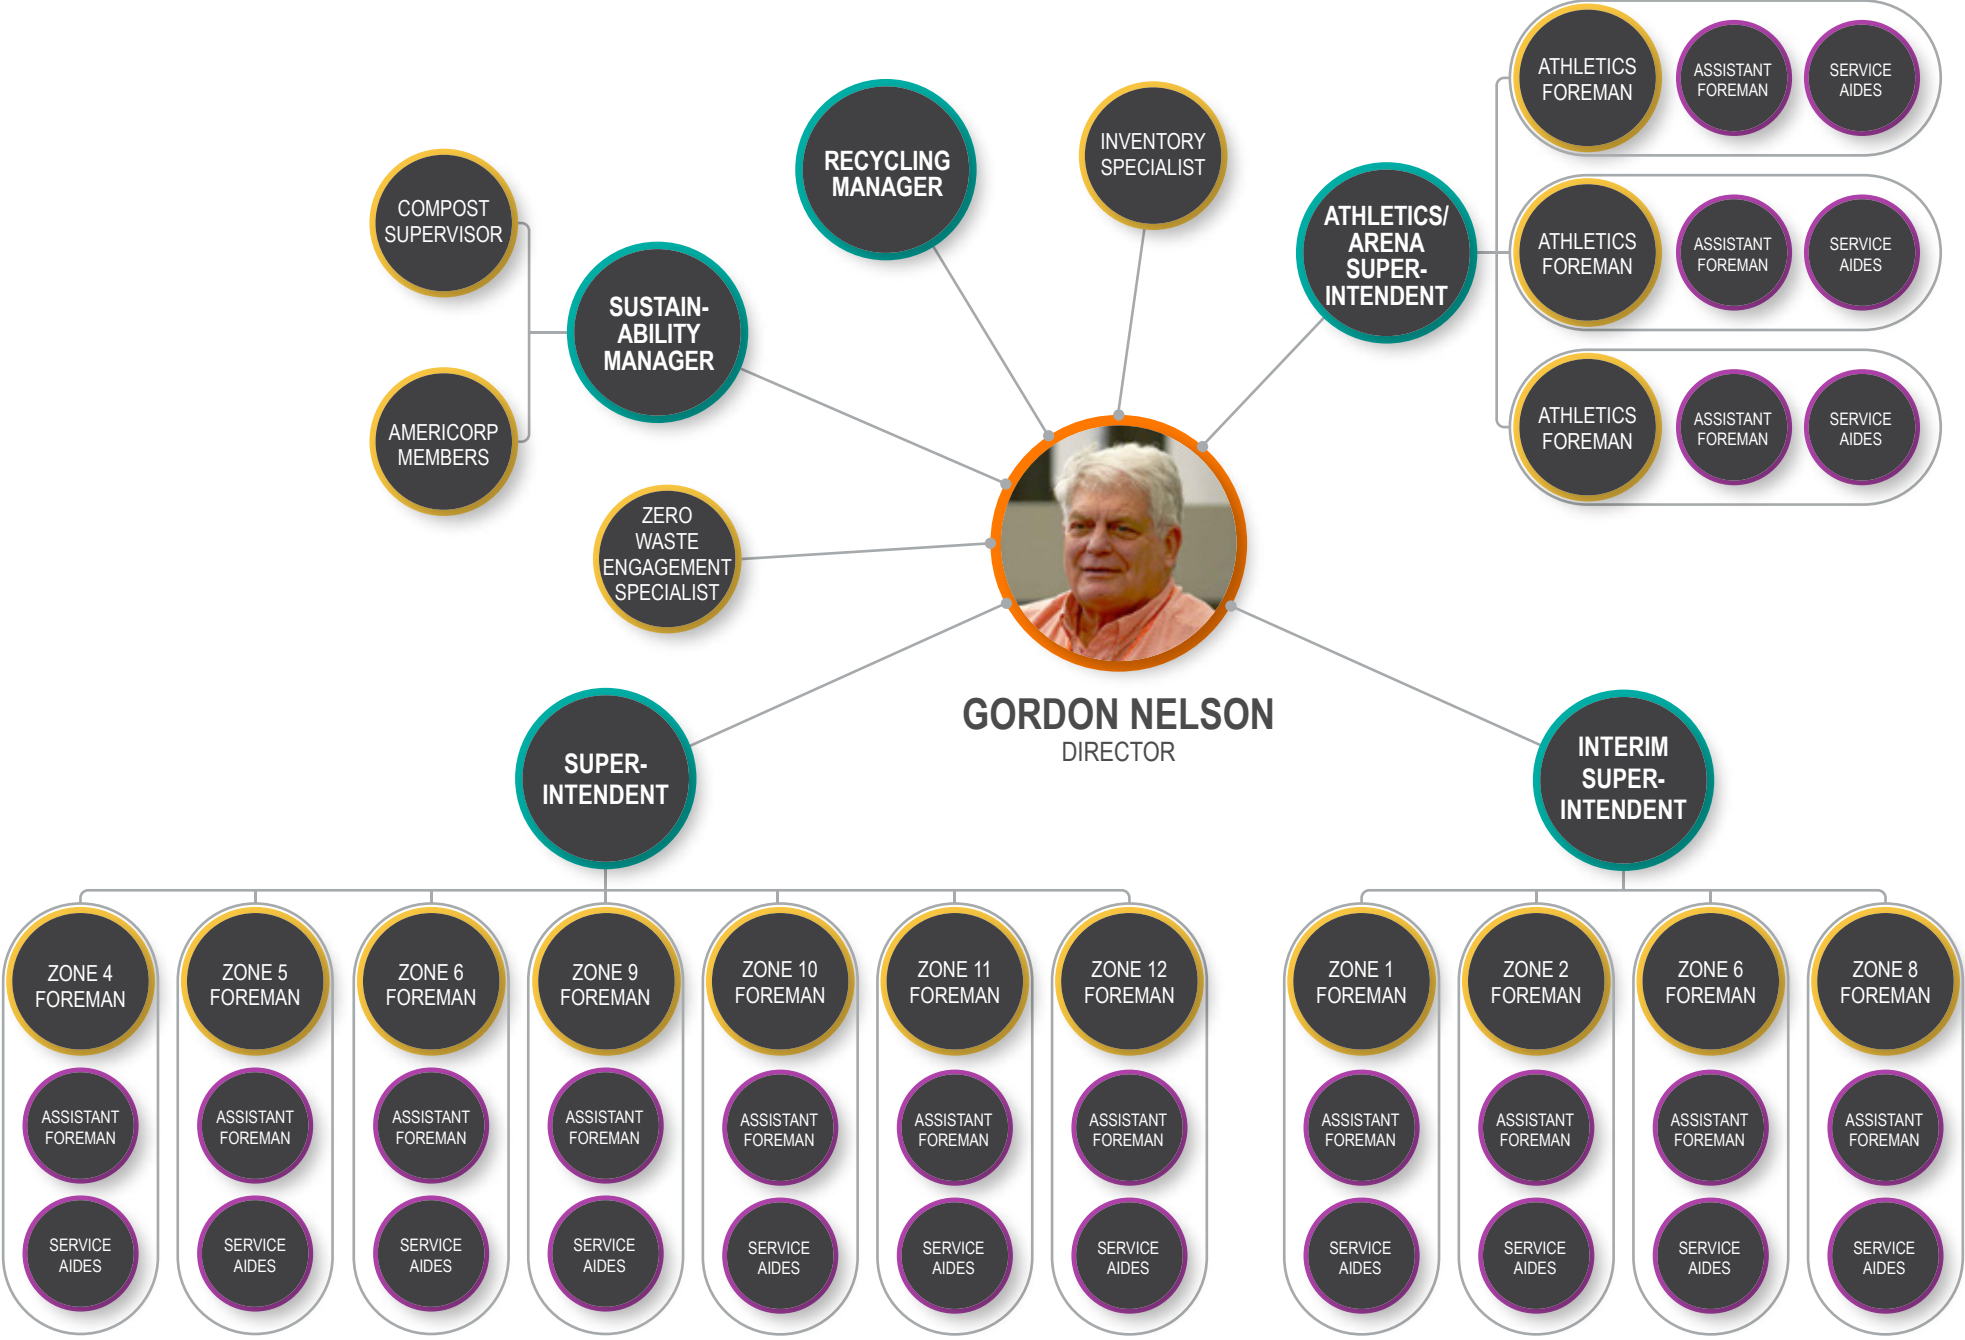 ATHLETICS
FOREMAN
ASSISTANT
FOREMAN
SERVICE
AIDES
RECYCLING
MANAGER
INVENTORY
SPECIALIST
COMPOST
SUPERVISOR
ATHLETICS/
ARENA
SUPER-
INTENDENT
ATHLETICS
FOREMAN
ASSISTANT
FOREMAN
SERVICE
AIDES
SUSTAIN-
ABILITY
MANAGER
AMERICORP
MEMBERS
ATHLETICS
FOREMAN
ASSISTANT
FOREMAN
SERVICE
AIDES
ZERO
WASTE
ENGAGEMENT
SPECIALIST
GORDON NELSON
DIRECTOR
SUPER-
INTENDENT
INTERIM
SUPER-
INTENDENT
ZONE 4
FOREMAN
ZONE 5
FOREMAN
ZONE 6
FOREMAN
ZONE 9
FOREMAN
ZONE 10
FOREMAN
ZONE 11
FOREMAN
ZONE 12
FOREMAN
ZONE 1
FOREMAN
ZONE 2
FOREMAN
ZONE 6
FOREMAN
ZONE 8
FOREMAN
ASSISTANT
FOREMAN
ASSISTANT
FOREMAN
ASSISTANT
FOREMAN
ASSISTANT
FOREMAN
ASSISTANT
FOREMAN
ASSISTANT
FOREMAN
ASSISTANT
FOREMAN
ASSISTANT
FOREMAN
ASSISTANT
FOREMAN
ASSISTANT
FOREMAN
ASSISTANT
FOREMAN
SERVICE
AIDES
SERVICE
AIDES
SERVICE
AIDES
SERVICE
AIDES
SERVICE
AIDES
SERVICE
AIDES
SERVICE
AIDES
SERVICE
AIDES
SERVICE
AIDES
SERVICE
AIDES
SERVICE
AIDES